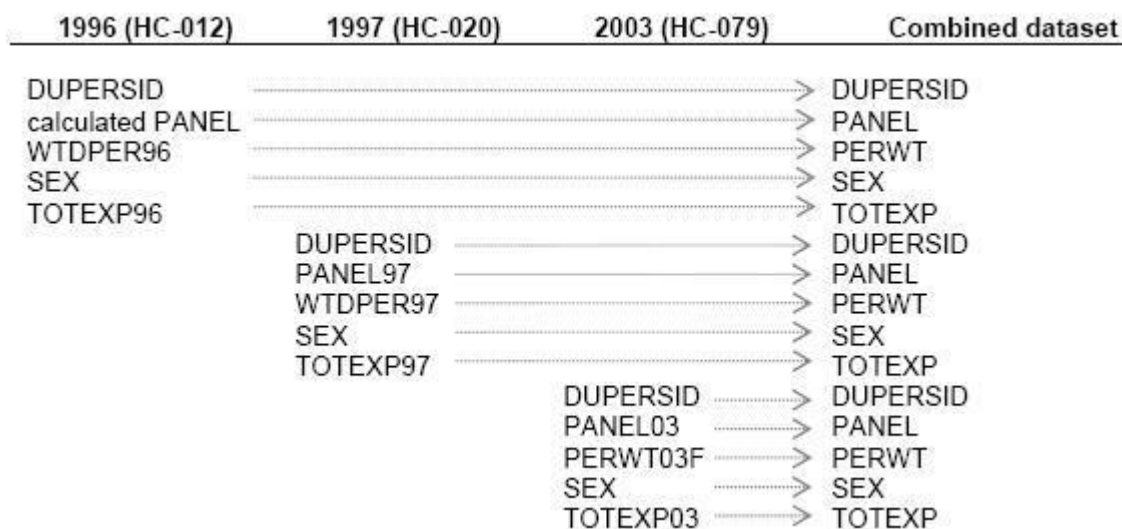 1996 (HC-012) 1997 (HC-020) 2003 (HC-079) Combined dataset
DUPERSID DUPERSID
calculated PANEL PANEL
WTDPER96 PERWT
SEX SEX
TOTEXP96 TOTEXP
DUPERSID DUPERSID
PANEL97 PANEL
WTDPER97 PERWT
SEX SEX
TOTEXP97 TOTEXP
DUPERSID DUPERSID
PANEL03 PANEL
PERWT03F PERWT
SEX SEX
TOTEXP03 TOTEXP